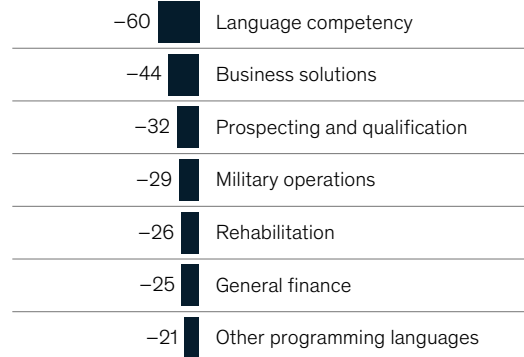 –60 Language competency
–44 Business solutions
–32 Prospecting and qualification
–29 Military operations
–26 Rehabilitation
–25 General finance
–21 Other programming languages